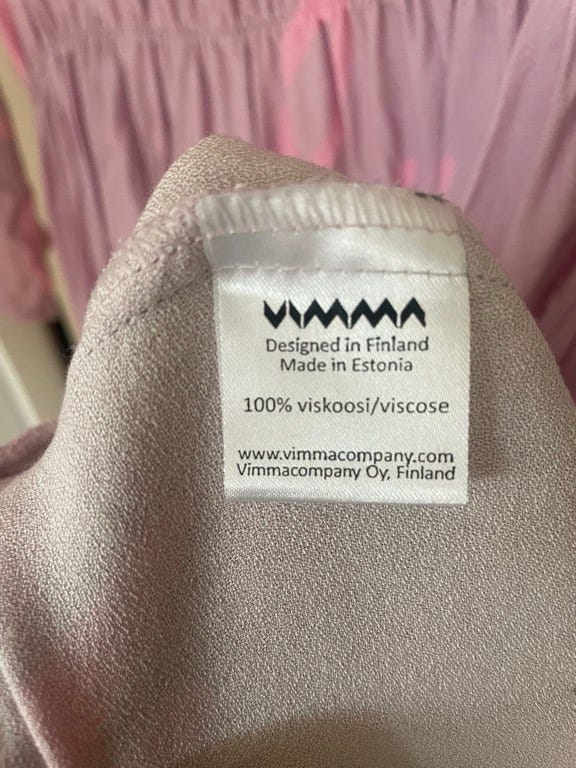 VIMMA
Designed in Finland
Made in Estonia
100% viskoosi/viscose
www.vimmacompany.com
Vimmacompany Oy, Finland